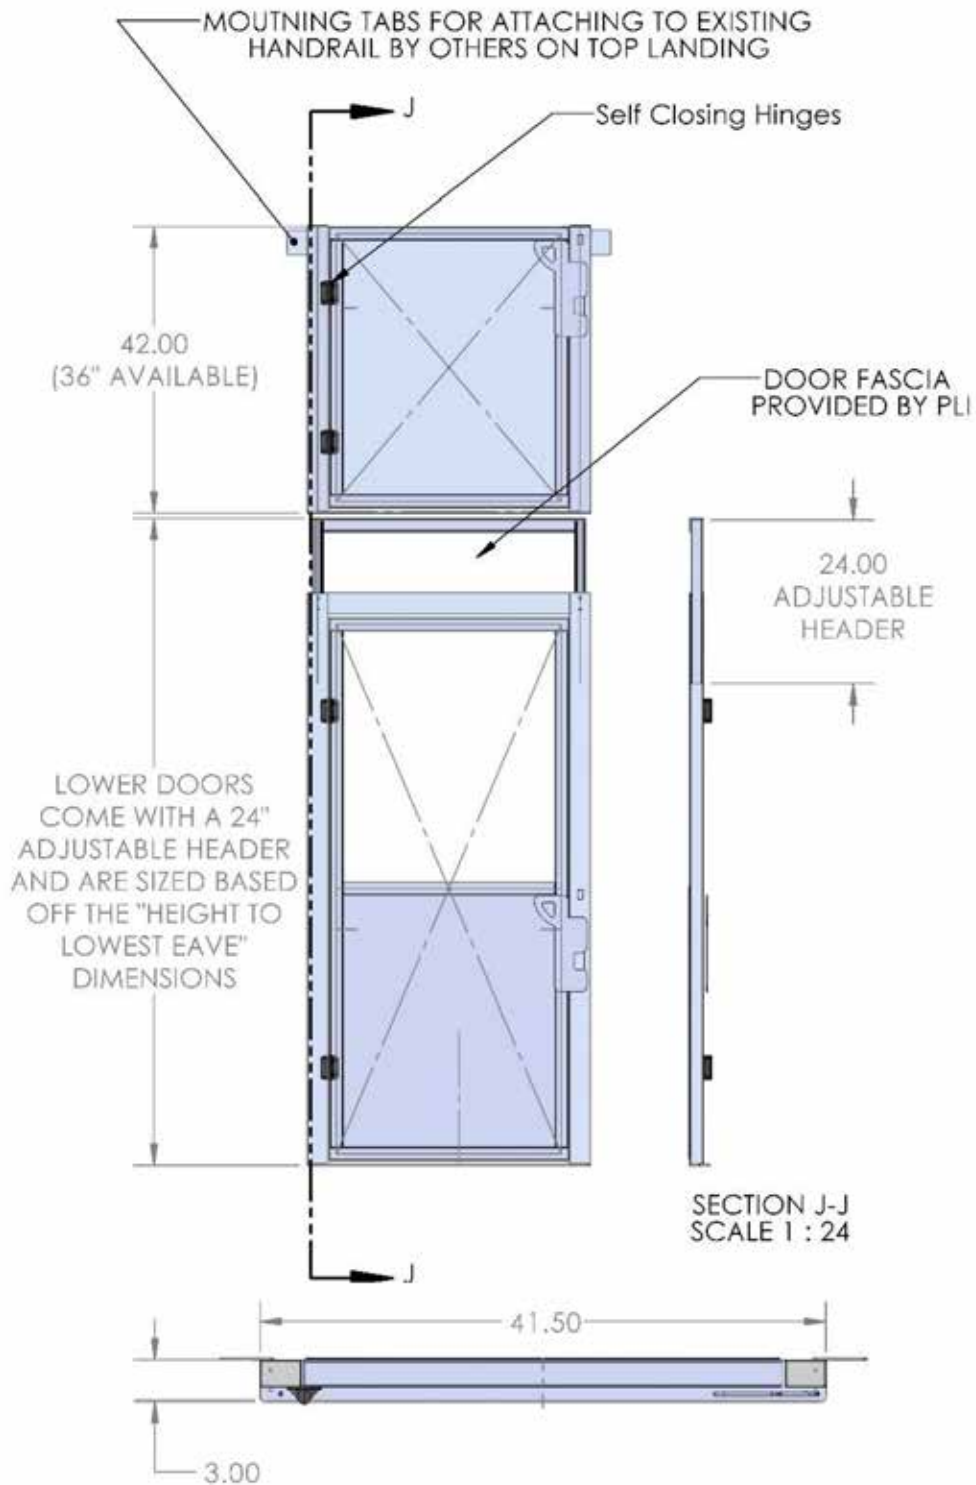 MOUTNING TABS FOR ATTACHING TO EXISTING
HANDRAIL BY OTHERS ON TOP LANDING
J
Self Closing Hinges
42.00
(36" AVAILABLE)
DOOR FASCIA
PROVIDED BY PLI
24.00
ADJUSTABLE
HEADER
LOWER DOORS
COME WITH A 24"
ADJUSTABLE HEADER
AND ARE SIZED BASED
OFF THE "HEIGHT TO
LOWEST EAVE"
DIMENSIONS
SECTION J-J
SCALE 1 : 24
J
41.50
3.00